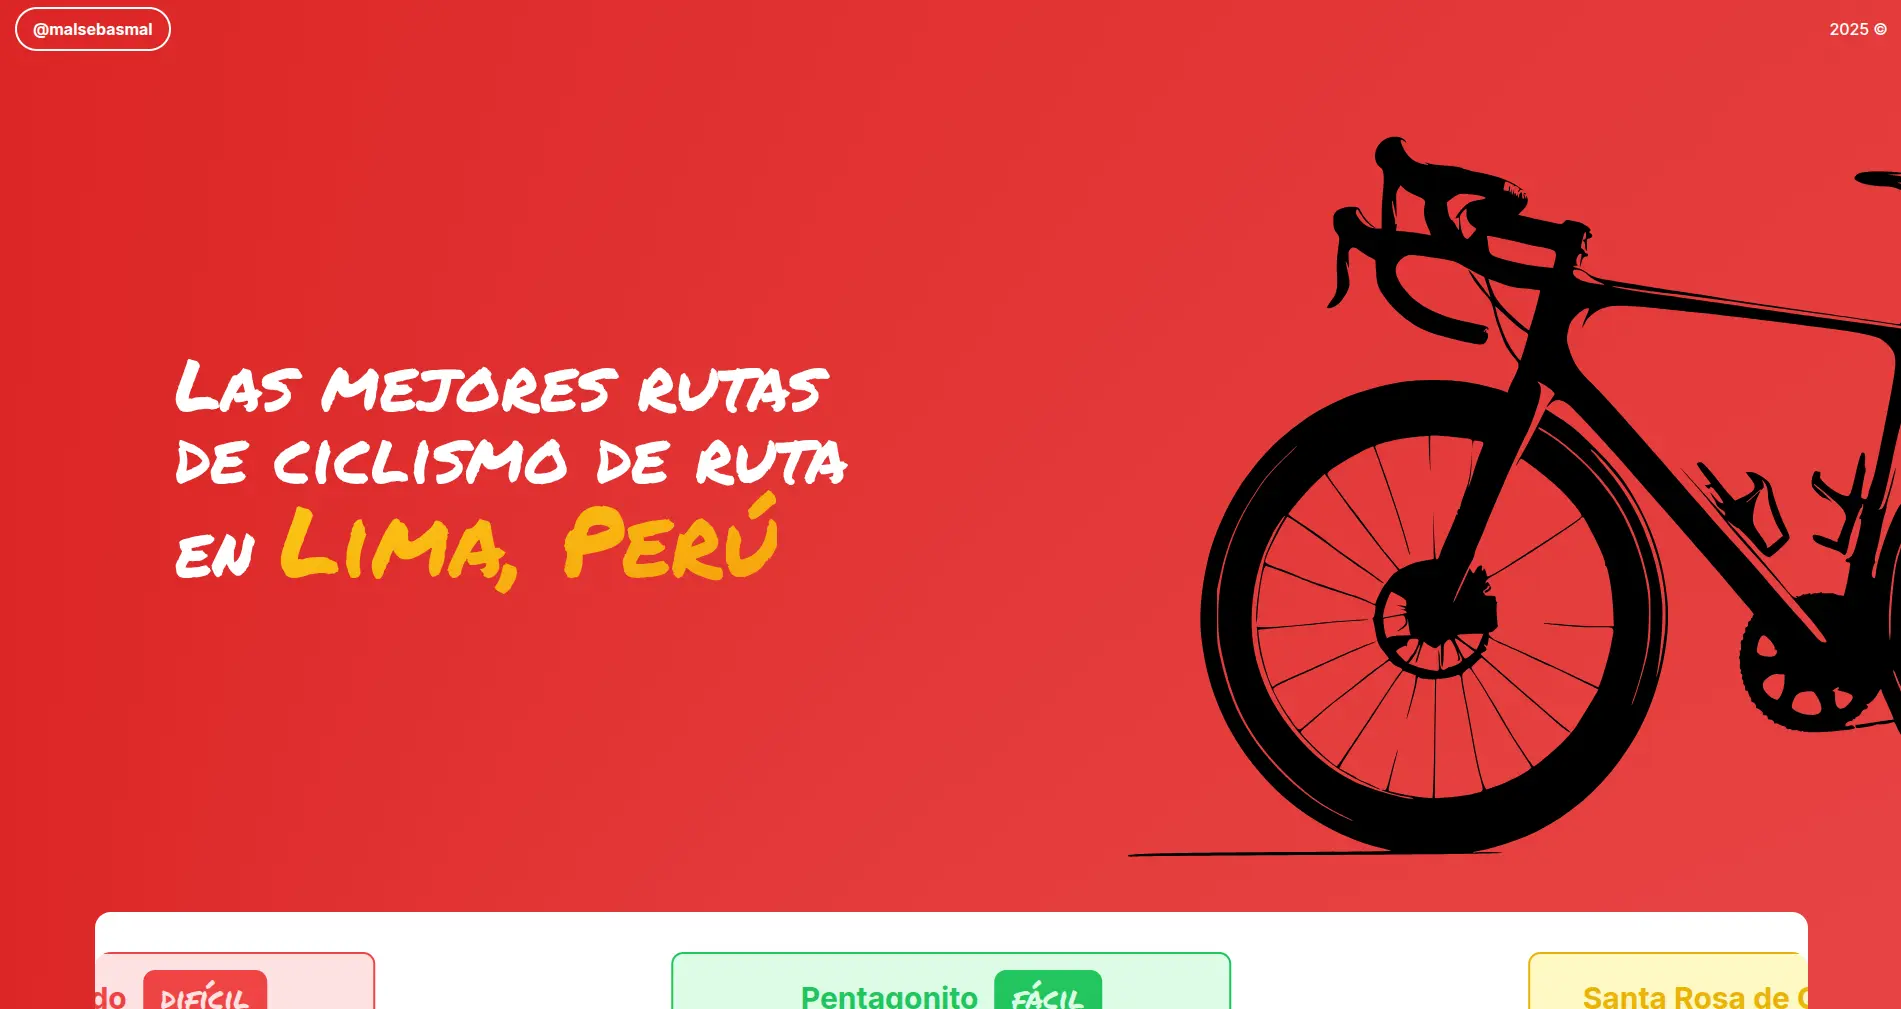 @malsebasmal
2025 ©
Las mejores rutas
de ciclismo de ruta
en Lima, Perú
do DIFÍCIL
Pentagonito FÁCIL
Santa Rosa de